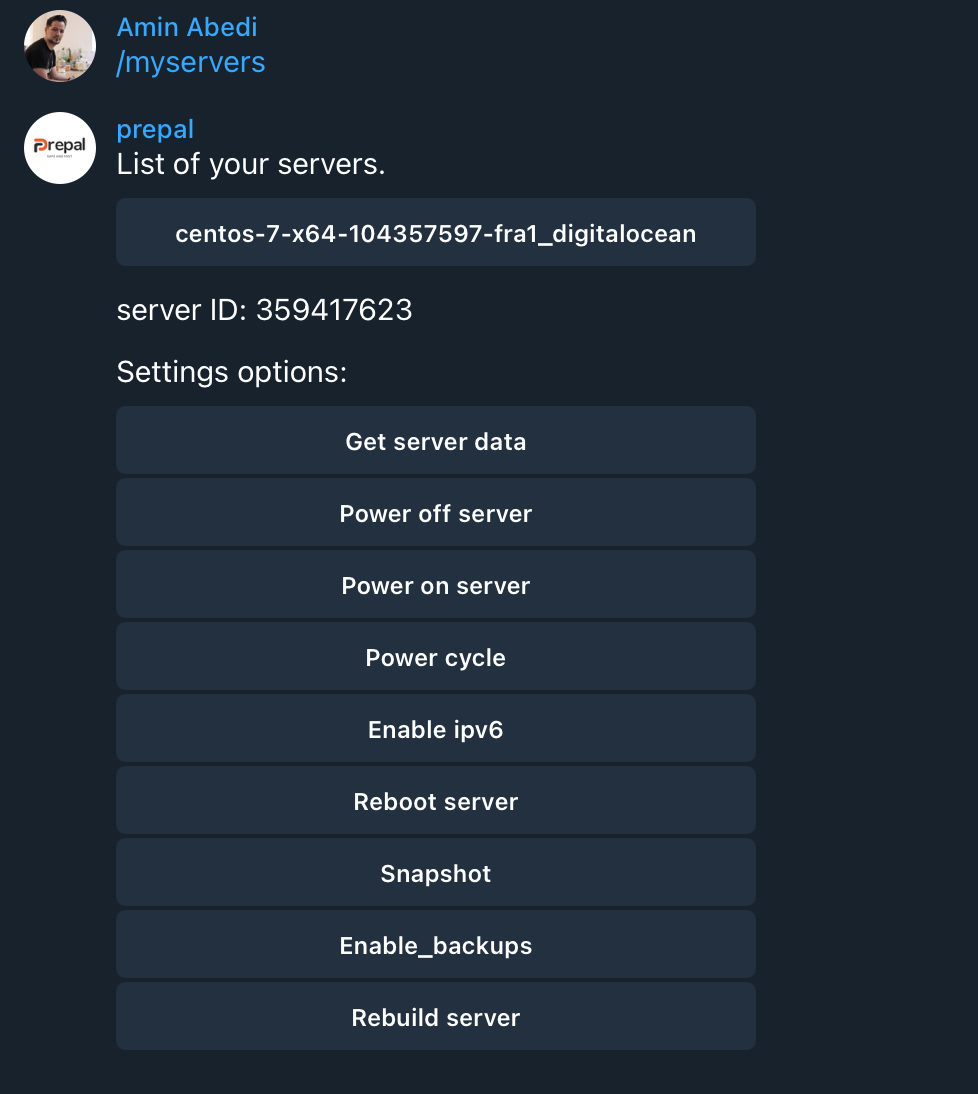 Amin Abedi
/myservers
prepal
Prepal
List of your servers.
centos-7-x64-104357597-fra1_digitalocean
server ID: 359417623
Settings options:
Get server data
Power off server
Power on server
Power cycle
Enable ipv6
Reboot server
Snapshot
Enable_backups
Rebuild server